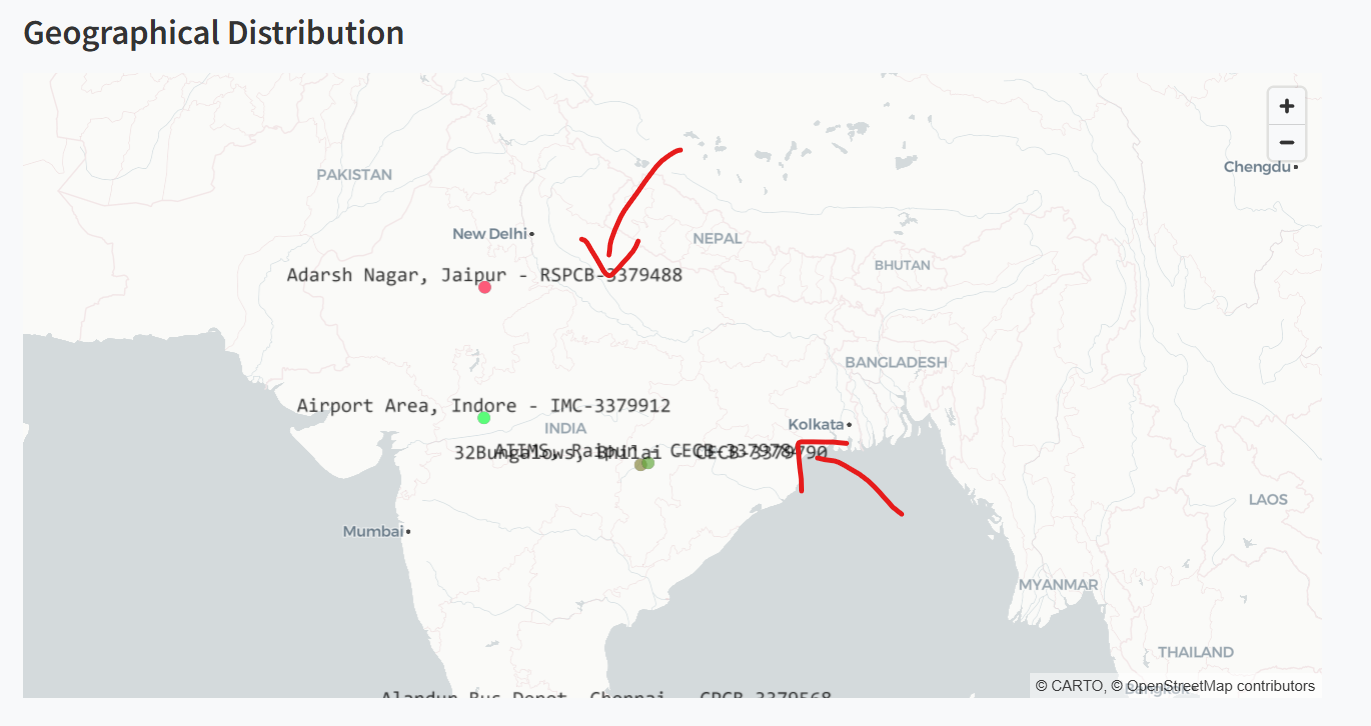 Geographical Distribution
+
−
Chengdu
PAKISTAN
New Delhi
NEPAL
BHUTAN
Adarsh Nagar, Jaipur - RSPCB-3379488
BANGLADESH
Airport Area, Indore - IMC-3379912
INDIA
Kolkata
AIIMS, Raipur - CECB-337978
32Bungalows, Bhilai - CECB-3379790
LAOS
Mumbai
MYANMAR
THAILAND
© CARTO, © OpenStreetMap contributors
Alandur Bus Depot, Chennai - CPCB-3379568